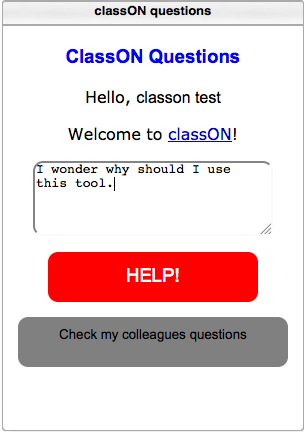 classON questions
ClassON Questions
Hello, classon test
Welcome to classON!
I wonder why should I use
this tool.
HELP!
Check my colleagues questions